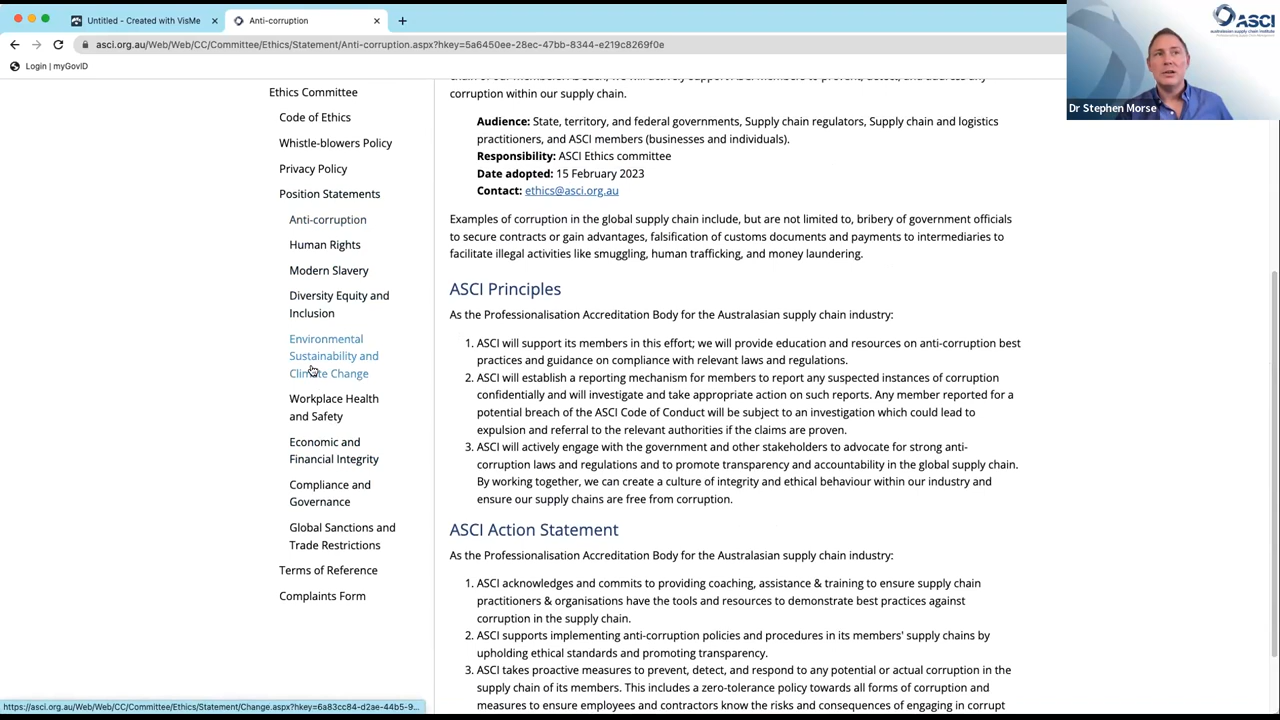 Untitled - Created with VisMe
Anti-corruption
asci.org.au/Web/Web/CC/Committee/Ethics/Statement/Anti-corruption.aspx?hkey=5a6450ee-28ec-47bb-8344-e219c8269f0e
Login | myGovID
ASCI
australasian supply chain institute
Dr Stephen Morse
Ethics Committee
Code of Ethics
Whistle-blowers Policy
Privacy Policy
Position Statements
Anti-corruption
Human Rights
Modern Slavery
Diversity Equity and
Inclusion
Environmental
Sustainability and
Climate Change
Workplace Health
and Safety
Economic and
Financial Integrity
Compliance and
Governance
Global Sanctions and
Trade Restrictions
Terms of Reference
Complaints Form
corruption within our supply chain.
Audience: State, territory, and federal governments, Supply chain regulators, Supply chain and logistics
practitioners, and ASCI members (businesses and individuals).
Responsibility: ASCI Ethics committee
Date adopted: 15 February 2023
Contact: ethics@asci.org.au
Examples of corruption in the global supply chain include, but are not limited to, bribery of government officials
to secure contracts or gain advantages, falsification of customs documents and payments to intermediaries to
facilitate illegal activities like smuggling, human trafficking, and money laundering.
ASCI Principles
As the Professionalisation Accreditation Body for the Australasian supply chain industry:
1. ASCI will support its members in this effort; we will provide education and resources on anti-corruption best
practices and guidance on compliance with relevant laws and regulations.
2. ASCI will establish a reporting mechanism for members to report any suspected instances of corruption
confidentially and will investigate and take appropriate action on such reports. Any member reported for a
potential breach of the ASCI Code of Conduct will be subject to an investigation which could lead to
expulsion and referral to the relevant authorities if the claims are proven.
3. ASCI will actively engage with the government and other stakeholders to advocate for strong anti-
corruption laws and regulations and to promote transparency and accountability in the global supply chain.
By working together, we can create a culture of integrity and ethical behaviour within our industry and
ensure our supply chains are free from corruption.
ASCI Action Statement
As the Professionalisation Accreditation Body for the Australasian supply chain industry:
1. ASCI acknowledges and commits to providing coaching, assistance & training to ensure supply chain
practitioners & organisations have the tools and resources to demonstrate best practices against
corruption in the supply chain.
2. ASCI supports implementing anti-corruption policies and procedures in its members' supply chains by
upholding ethical standards and promoting transparency.
3. ASCI takes proactive measures to prevent, detect, and respond to any potential or actual corruption in the
supply chain of its members. This includes a zero-tolerance policy towards all forms of corruption and
measures to ensure employees and contractors know the risks and consequences of engaging in corrupt
https://asci.org.au/Web/Web/CC/Committee/Ethics/Statement/Change.aspx?hkey=6a83cc84-d2ae-44b5-9...